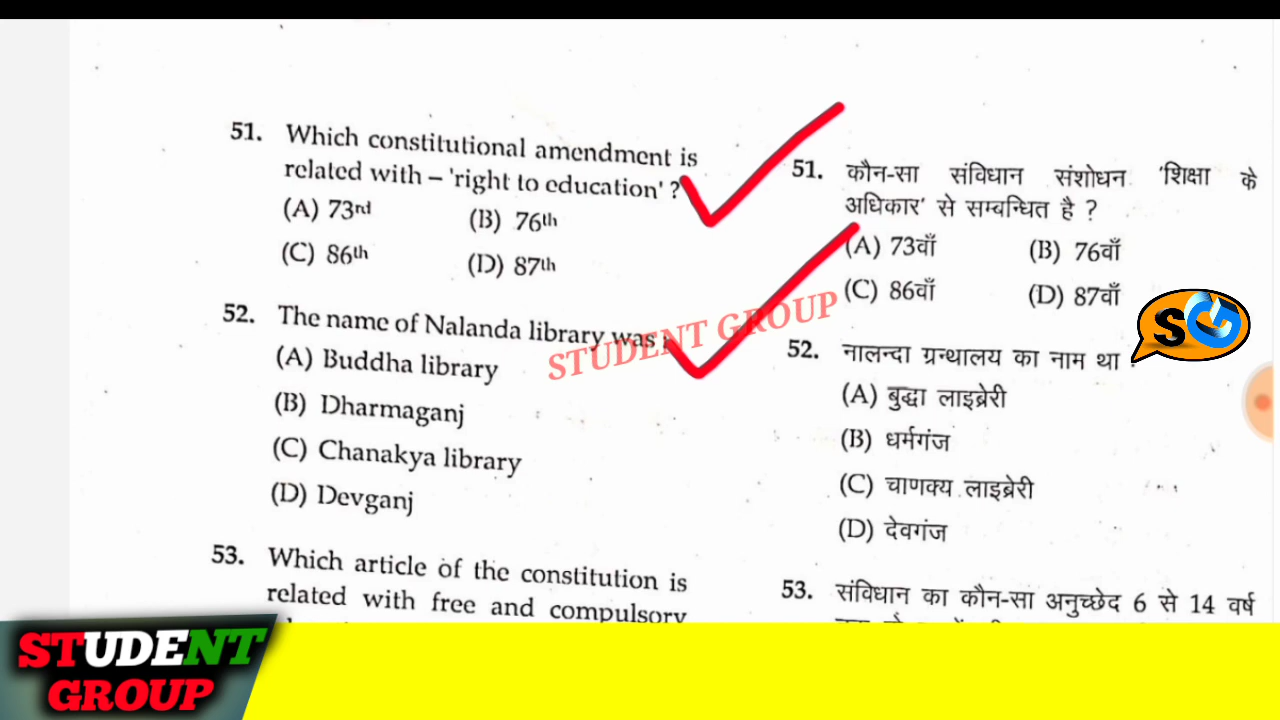 51. Which constitutional amendment is
related with – 'right to education' ?
(A) 73rd (B) 76th
(C) 86th (D) 87th
52. The name of Nalanda library was :
(A) Buddha library
(B) Dharmaganj
(C) Chanakya library
(D) Devganj
53. Which article of the constitution is
related with free and compulsory
51. कौन-सा संविधान संशोधन 'शिक्षा के
अधिकार' से सम्बन्धित है ?
(A) 73वाँ (B) 76वाँ
(C) 86वाँ (D) 87वाँ
52. नालन्दा ग्रन्थालय का नाम था :
(A) बुद्धा लाइब्रेरी
(B) धर्मगंज
(C) चाणक्य लाइब्रेरी
(D) देवगंज
53. संविधान का कौन-सा अनुच्छेद 6 से 14 वर्ष
STUDENT GROUP
SG
STUDENT
GROUP